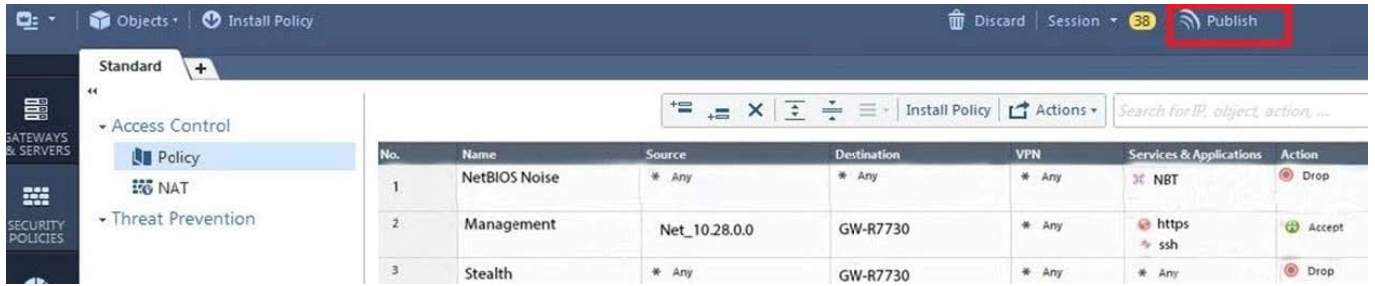 Objects Install Policy Discard Session 38 Publish
Standard +
GATEWAYS & SERVERS
SECURITY POLICIES
Access Control
Policy
NAT
Threat Prevention
Install Policy Actions Search for IP, object, action, ...
No. Name Source Destination VPN Services & Applications Action
1 NetBIOS Noise * Any * Any * Any NBT Drop
2 Management Net_10.28.0.0 GW-R7730 * Any https Accept
ssh
3 Stealth * Any GW-R7730 * Any * Any Drop